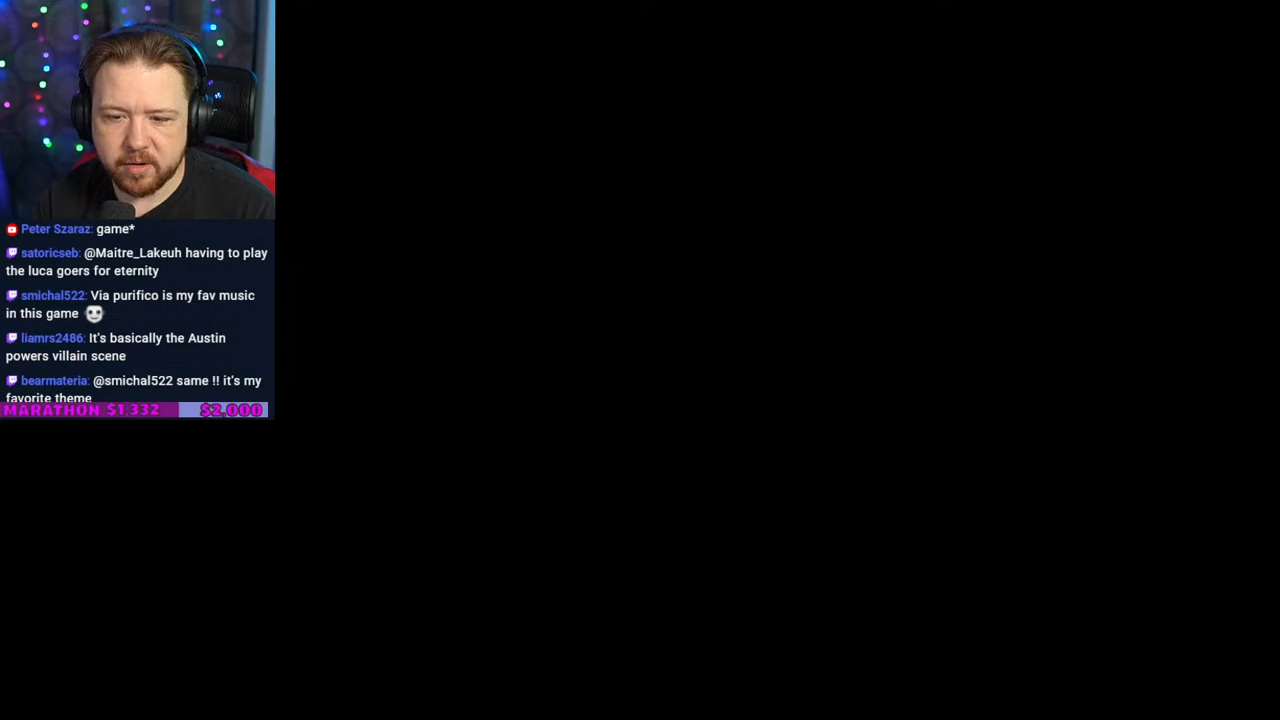 Peter Szaraz: game*
satoricseb: @Maitre_Lakeuh having to play
the luca goers for eternity
smichal522: Via purifico is my fav music
in this game
liamrs2486: It's basically the Austin
powers villain scene
bearmateria: @smichal522 same !! it's my
favorite theme
MARATHON $1,332 $2,000